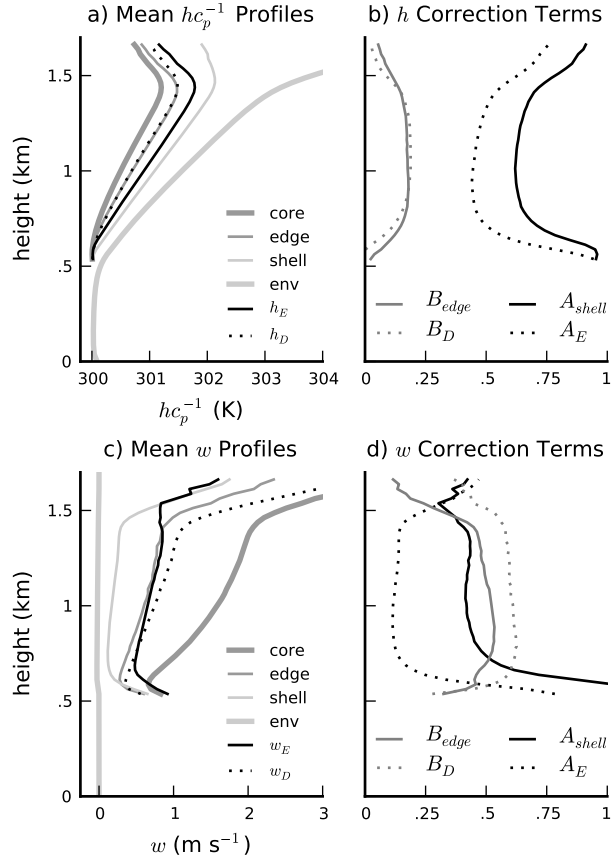 a) Mean hc_p^{-1} Profiles
b) h Correction Terms
height (km)
1.5
1
.5
0
core
edge
shell
env
h_E
h_D
B_edge
A_shell
B_D
A_E
300 301 302 303 304
0 .25 .5 .75 1
hc_p^{-1} (K)
c) Mean w Profiles
d) w Correction Terms
height (km)
1.5
1
.5
0
core
edge
shell
env
w_E
w_D
B_edge
A_shell
B_D
A_E
0 1 2 3
0 .25 .5 .75 1
w (m s^{-1})